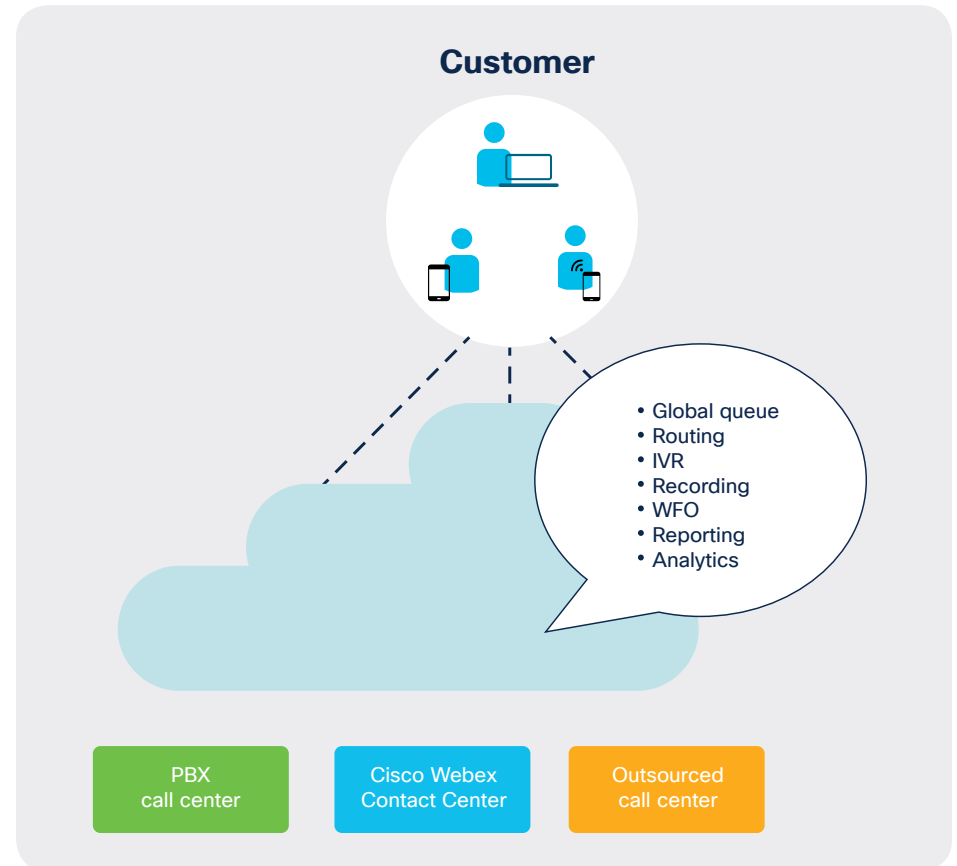 Customer
• Global queue
• Routing
• IVR
• Recording
• WFO
• Reporting
• Analytics
PBX
call center
Cisco Webex
Contact Center
Outsourced
call center